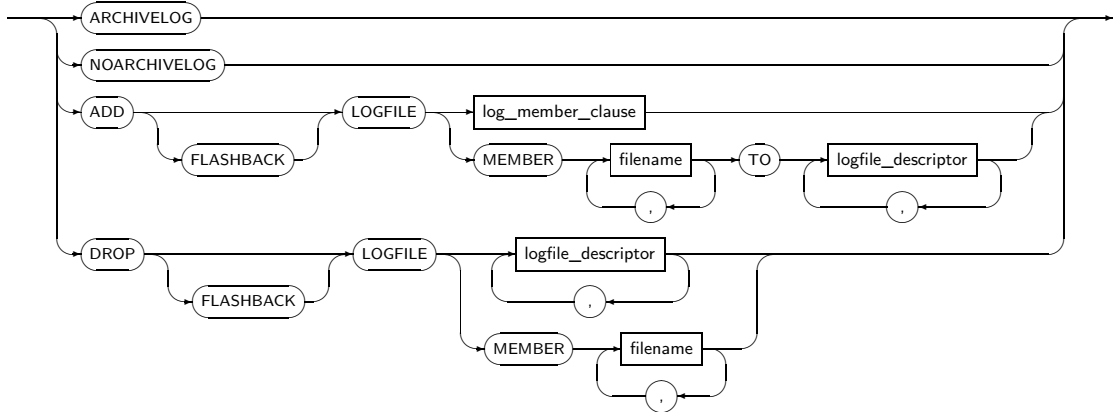 ARCHIVELOG
NOARCHIVELOG
ADD LOGFILE log_member_clause
FLASHBACK MEMBER filename TO logfile_descriptor
, ,
DROP LOGFILE logfile_descriptor
FLASHBACK ,
MEMBER filename
,